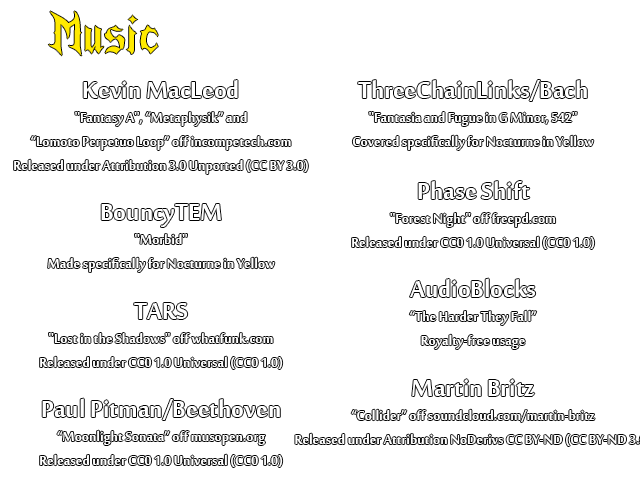 Music
Kevin MacLeod
"Fantasy A", "Metaphysik" and
"Lomoto Perpetuo Loop" off incompetech.com
Released under Attribution 3.0 Unported (CC BY 3.0)
BouncyTEM
"Morbid"
Made specifically for Nocturne in Yellow
TARS
"Lost in the Shadows" off whatfunk.com
Released under CC0 1.0 Universal (CC0 1.0)
Paul Pitman/Beethoven
"Moonlight Sonata" off musopen.org
Released under CC0 1.0 Universal (CC0 1.0)
ThreeChainLinks/Bach
"Fantasia and Fugue in G Minor, 542"
Covered specifically for Nocturne in Yellow
Phase Shift
"Forest Night" off freepd.com
Released under CC0 1.0 Universal (CC0 1.0)
AudioBlocks
"The Harder They Fall"
Royalty-free usage
Martin Britz
"Collider" off soundcloud.com/martin-britz
Released under Attribution NoDerivs CC BY-ND (CC BY-ND 3.